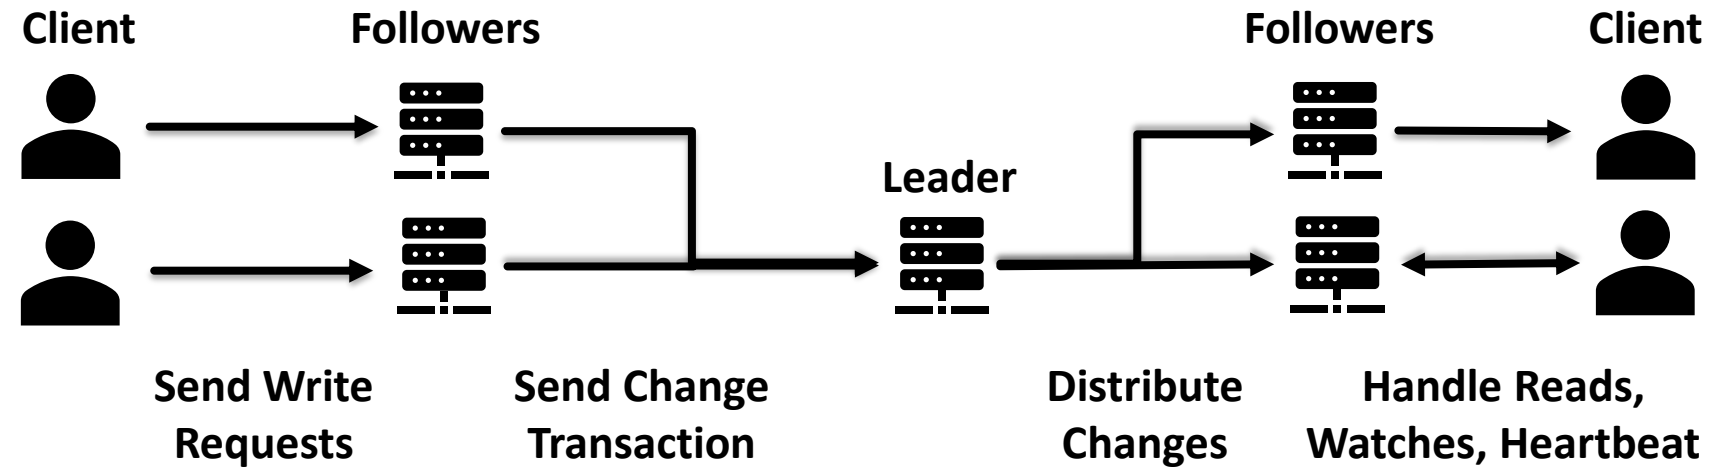 Client
Followers
Followers
Client
Leader
Send Write
Requests
Send Change
Transaction
Distribute
Changes
Handle Reads,
Watches, Heartbeat